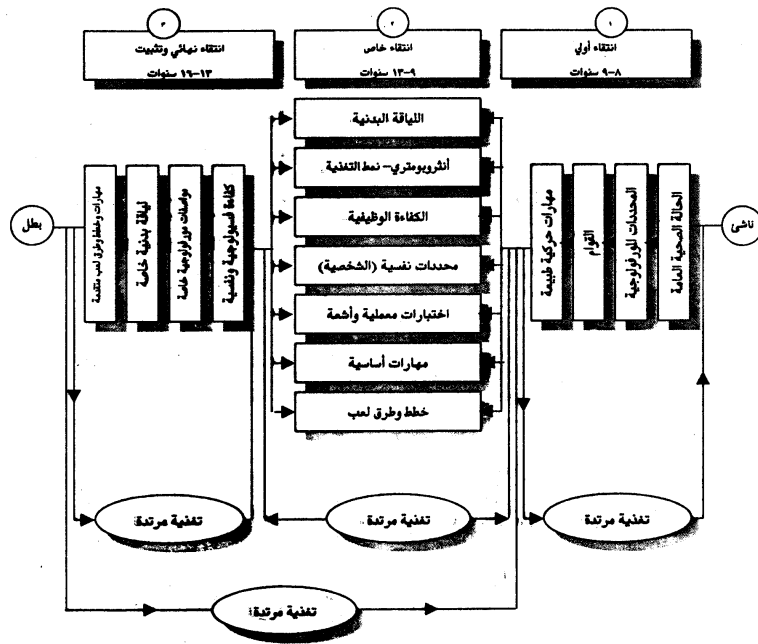 ١
انتقاء أولي
٨-٩ سنوات
٢
انتقاء خاص
٩-١٣ سنوات
٣
انتقاء نهائي وتثبيت
١٣-١٦ سنوات
ناشئ
الحالة الصحية العامة
المحددات المورفولوجية
القوام
مهارات حركية طبيعة
اللياقة البدنية
أنثروبومتري – نمط التغذية
الكفاءة الوظيفية
محددات نفسية (الشخصية)
اختبارات معملية وأشعة
مهارات أساسية
خطط وطرق لعب
كفاءة فسيولوجية ونفسية
مواصفات مورفولوجية خاصة
لياقة بدنية خاصة
مهارات وخطط وطرق لعب متقدمة
بطل
تغذية مرتدة
تغذية مرتدة
تغذية مرتدة
تغذية مرتدة